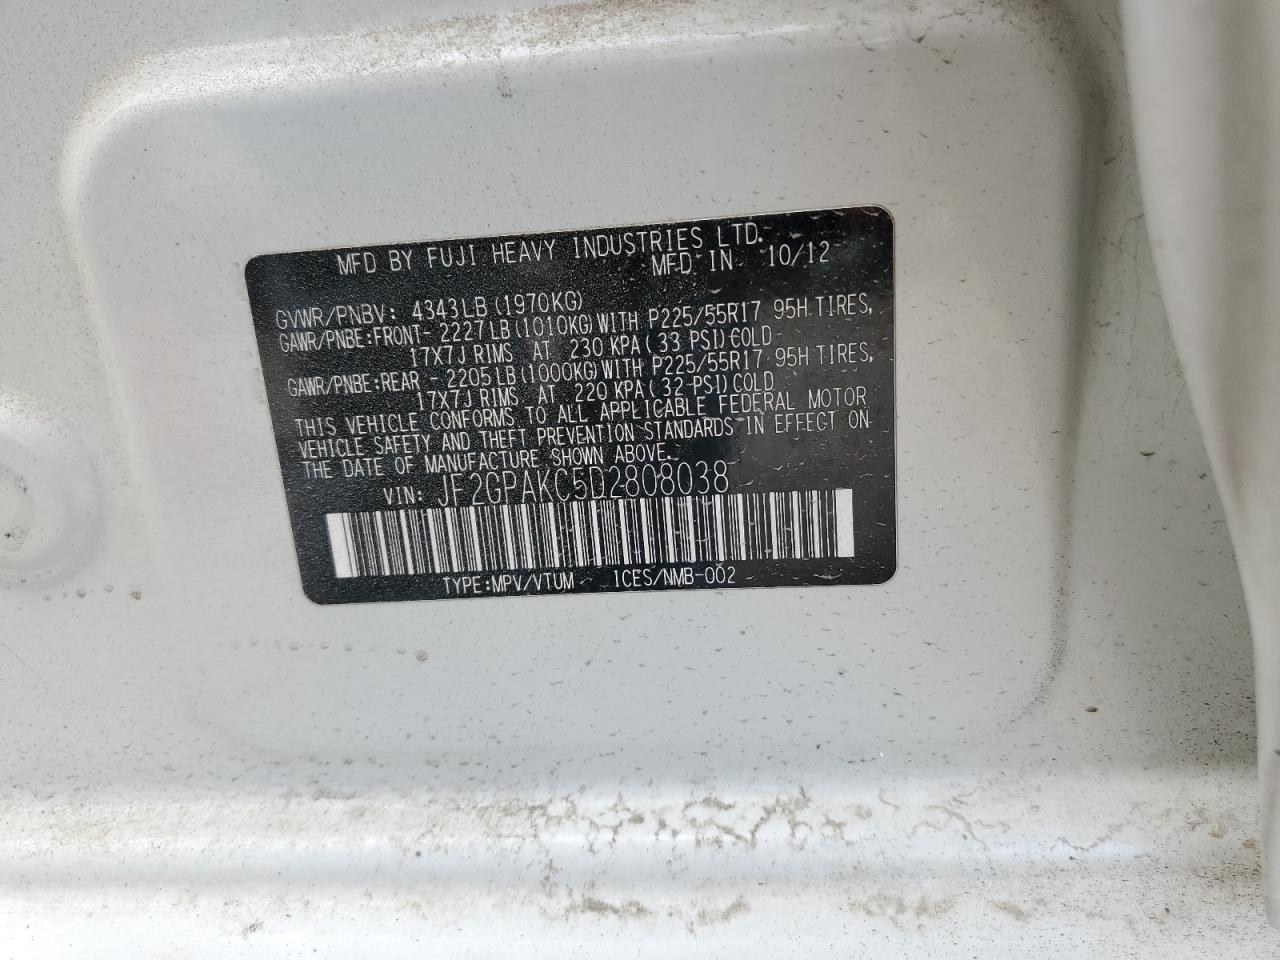 MFD BY FUJI HEAVY INDUSTRIES LTD.
MFD IN 10/12
GVWR/PNBV: 4343LB (1970KG)
GAWR/PNBE:FRONT- 2227LB (1010KG) WITH P225/55R17 95H TIRES,
17X7J RIMS AT 230 KPA ( 33 PSI) COLD
GAWR/PNBE:REAR - 2205LB (1000KG) WITH P225/55R17 95H TIRES,
17X7J RIMS AT 220 KPA ( 32 PSI) COLD
THIS VEHICLE CONFORMS TO ALL APPLICABLE FEDERAL MOTOR
VEHICLE SAFETY AND THEFT PREVENTION STANDARDS IN EFFECT ON
THE DATE OF MANUFACTURE SHOWN ABOVE.
VIN: JF2GPAKC5D2808038
TYPE:MPV/VTUM ICES/NMB-002